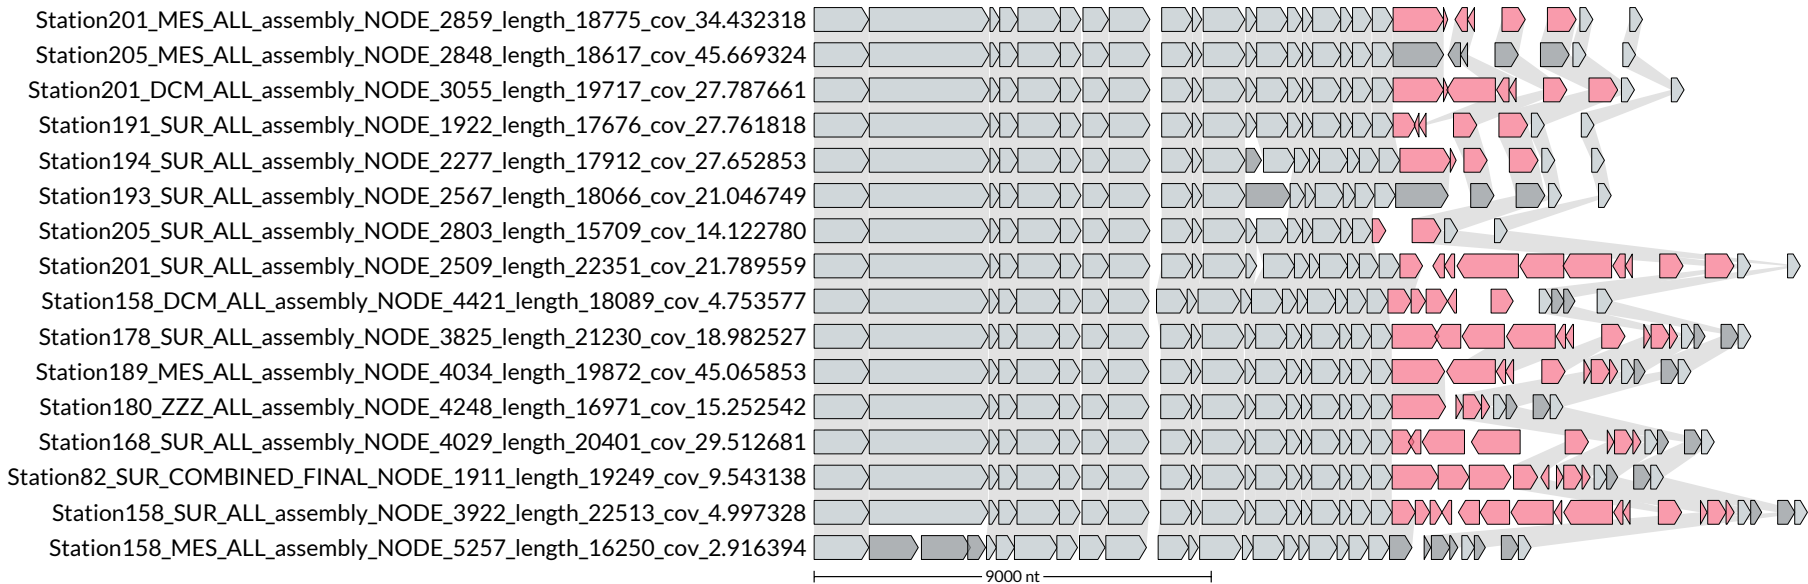 Station201_MES_ALL_assembly_NODE_2859_length_18775_cov_34.432318
Station205_MES_ALL_assembly_NODE_2848_length_18617_cov_45.669324
Station201_DCM_ALL_assembly_NODE_3055_length_19717_cov_27.787661
Station191_SUR_ALL_assembly_NODE_1922_length_17676_cov_27.761818
Station194_SUR_ALL_assembly_NODE_2277_length_17912_cov_27.652853
Station193_SUR_ALL_assembly_NODE_2567_length_18066_cov_21.046749
Station205_SUR_ALL_assembly_NODE_2803_length_15709_cov_14.122780
Station201_SUR_ALL_assembly_NODE_2509_length_22351_cov_21.789559
Station158_DCM_ALL_assembly_NODE_4421_length_18089_cov_4.753577
Station178_SUR_ALL_assembly_NODE_3825_length_21230_cov_18.982527
Station189_MES_ALL_assembly_NODE_4034_length_19872_cov_45.065853
Station180_ZZZ_ALL_assembly_NODE_4248_length_16971_cov_15.252542
Station168_SUR_ALL_assembly_NODE_4029_length_20401_cov_29.512681
Station82_SUR_COMBINED_FINAL_NODE_1911_length_19249_cov_9.543138
Station158_SUR_ALL_assembly_NODE_3922_length_22513_cov_4.997328
Station158_MES_ALL_assembly_NODE_5257_length_16250_cov_2.916394
9000 nt